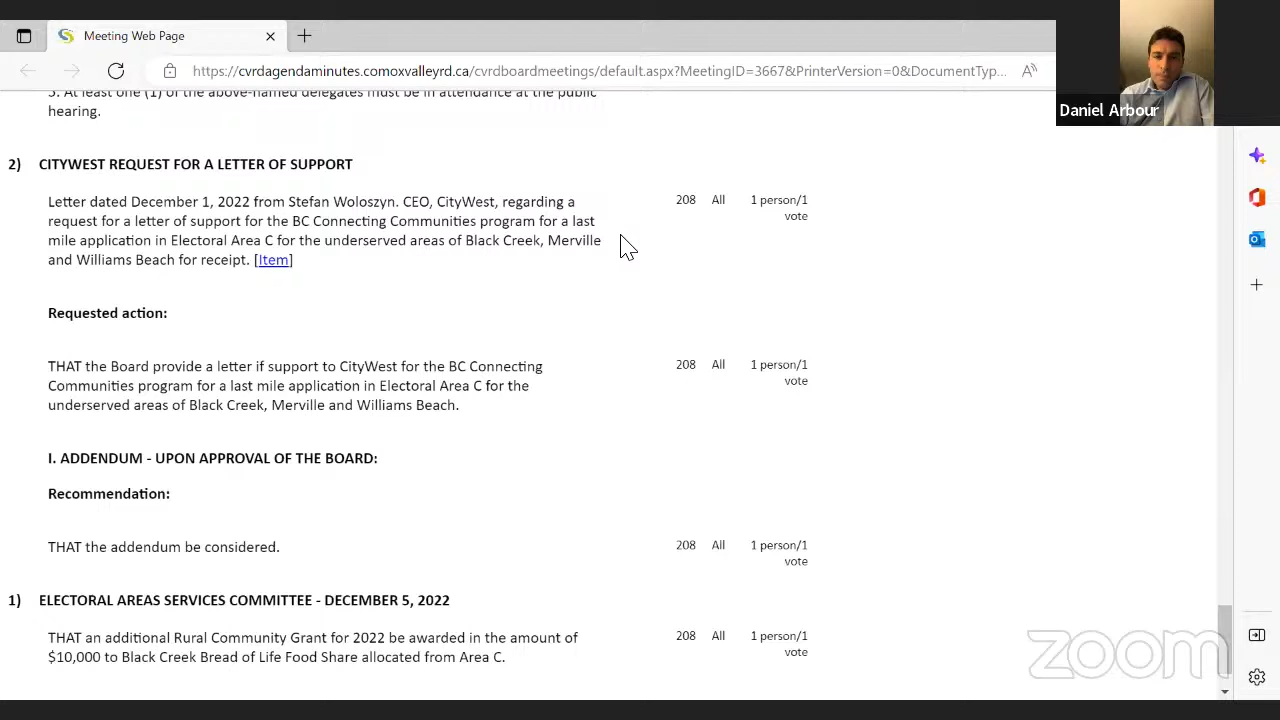 Meeting Web Page
https://cvrdagendaminutes.comoxvalleyrd.ca/cvrdboardmeetings/default.aspx?MeetingID=3667&PrinterVersion=0&DocumentTyp...
Daniel Arbour
3. At least one (1) of the above-named delegates must be in attendance at the public
hearing.
2) CITYWEST REQUEST FOR A LETTER OF SUPPORT
Letter dated December 1, 2022 from Stefan Woloszyn. CEO, CityWest, regarding a 208 All 1 person/1
request for a letter of support for the BC Connecting Communities program for a last vote
mile application in Electoral Area C for the underserved areas of Black Creek, Merville
and Williams Beach for receipt. [Item]
Requested action:
THAT the Board provide a letter if support to CityWest for the BC Connecting 208 All 1 person/1
Communities program for a last mile application in Electoral Area C for the vote
underserved areas of Black Creek, Merville and Williams Beach.
I. ADDENDUM - UPON APPROVAL OF THE BOARD:
Recommendation:
THAT the addendum be considered. 208 All 1 person/1
vote
1) ELECTORAL AREAS SERVICES COMMITTEE - DECEMBER 5, 2022
THAT an additional Rural Community Grant for 2022 be awarded in the amount of 208 All 1 person/1
$10,000 to Black Creek Bread of Life Food Share allocated from Area C. vote
zoom